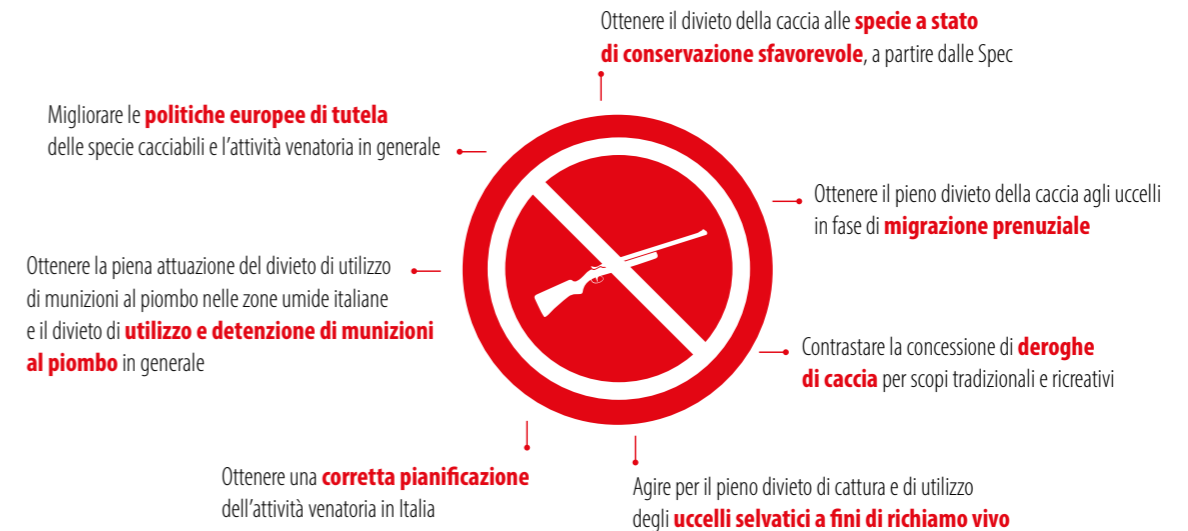 Ottenere il divieto della caccia alle specie a stato
di conservazione sfavorevole, a partire dalle Spec
Migliorare le politiche europee di tutela
delle specie cacciabili e l'attività venatoria in generale
Ottenere il pieno divieto della caccia agli uccelli
in fase di migrazione prenuziale
Ottenere la piena attuazione del divieto di utilizzo
di munizioni al piombo nelle zone umide italiane
e il divieto di utilizzo e detenzione di munizioni
al piombo in generale
Contrastare la concessione di deroghe
di caccia per scopi tradizionali e ricreativi
Ottenere una corretta pianificazione
dell'attività venatoria in Italia
Agire per il pieno divieto di cattura e di utilizzo
degli uccelli selvatici a fini di richiamo vivo